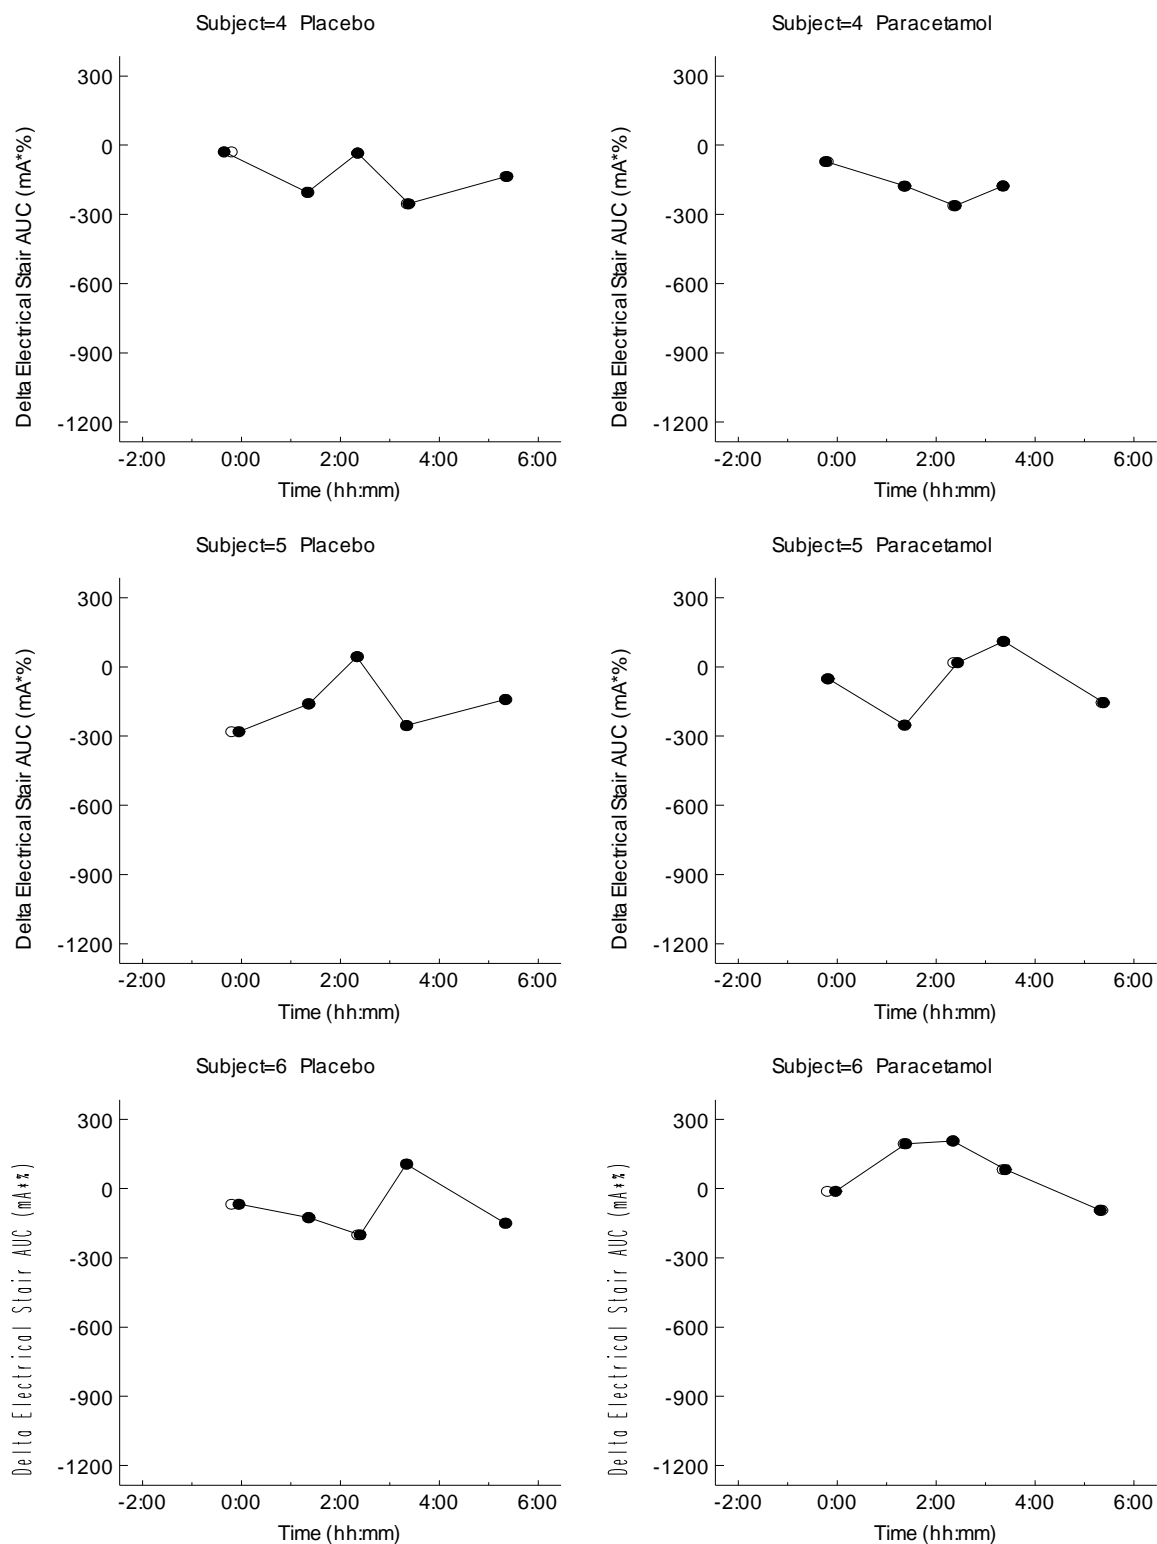 Subject=4 Placebo
Delta Electrical Stair AUC (mA*%)
300
0
-300
-600
-900
-1200
-2:00 0:00 2:00 4:00 6:00
Time (hh:mm)
Subject=4 Paracetamol
Delta Electrical Stair AUC (mA*%)
300
0
-300
-600
-900
-1200
-2:00 0:00 2:00 4:00 6:00
Time (hh:mm)
Subject=5 Placebo
Delta Electrical Stair AUC (mA*%)
300
0
-300
-600
-900
-1200
-2:00 0:00 2:00 4:00 6:00
Time (hh:mm)
Subject=5 Paracetamol
Delta Electrical Stair AUC (mA*%)
300
0
-300
-600
-900
-1200
-2:00 0:00 2:00 4:00 6:00
Time (hh:mm)
Subject=6 Placebo
Delta Electrical Stair AUC (mA*%)
300
0
-300
-600
-900
-1200
-2:00 0:00 2:00 4:00 6:00
Time (hh:mm)
Subject=6 Paracetamol
Delta Electrical Stair AUC (mA*%)
300
0
-300
-600
-900
-1200
-2:00 0:00 2:00 4:00 6:00
Time (hh:mm)